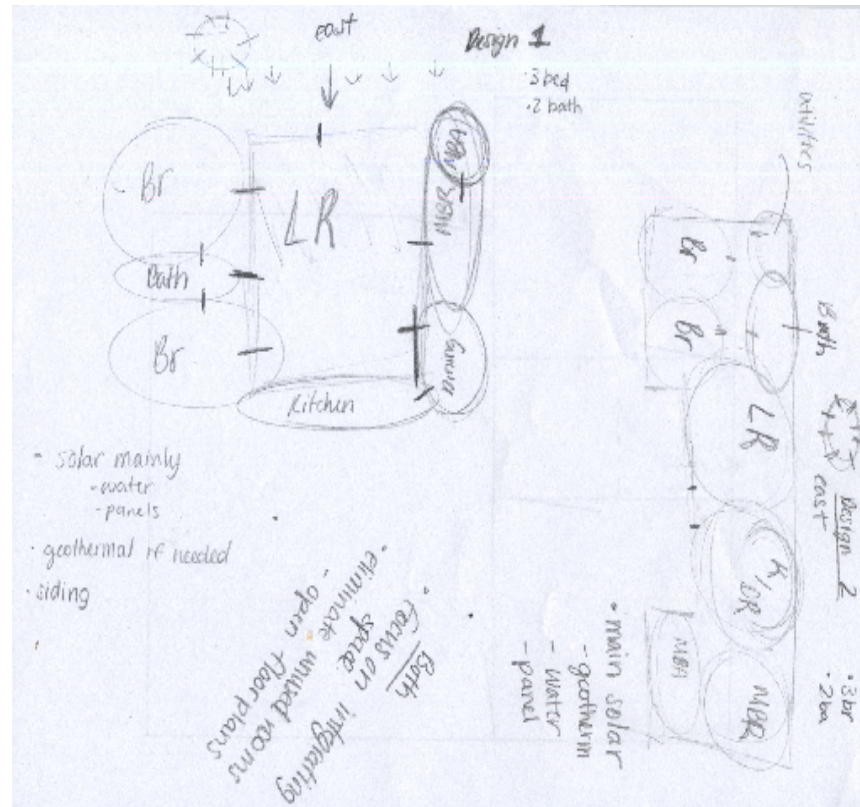 east
Design 1
3 bed
• 2 bath
Br
LR
MBA
MBR
Bath
Br
Kitchen
• solar mainly
- water
- panels
• geothermal if needed
• siding
Both
• Focus on integrating
space
• eliminate unused rooms
- open floor plans
utilities
Br
Br
Bath
LR
K/DR
MBA
MBR
east
Design 2
• 3br
• 2ba
• main solar
- geotherm
- water
- panel